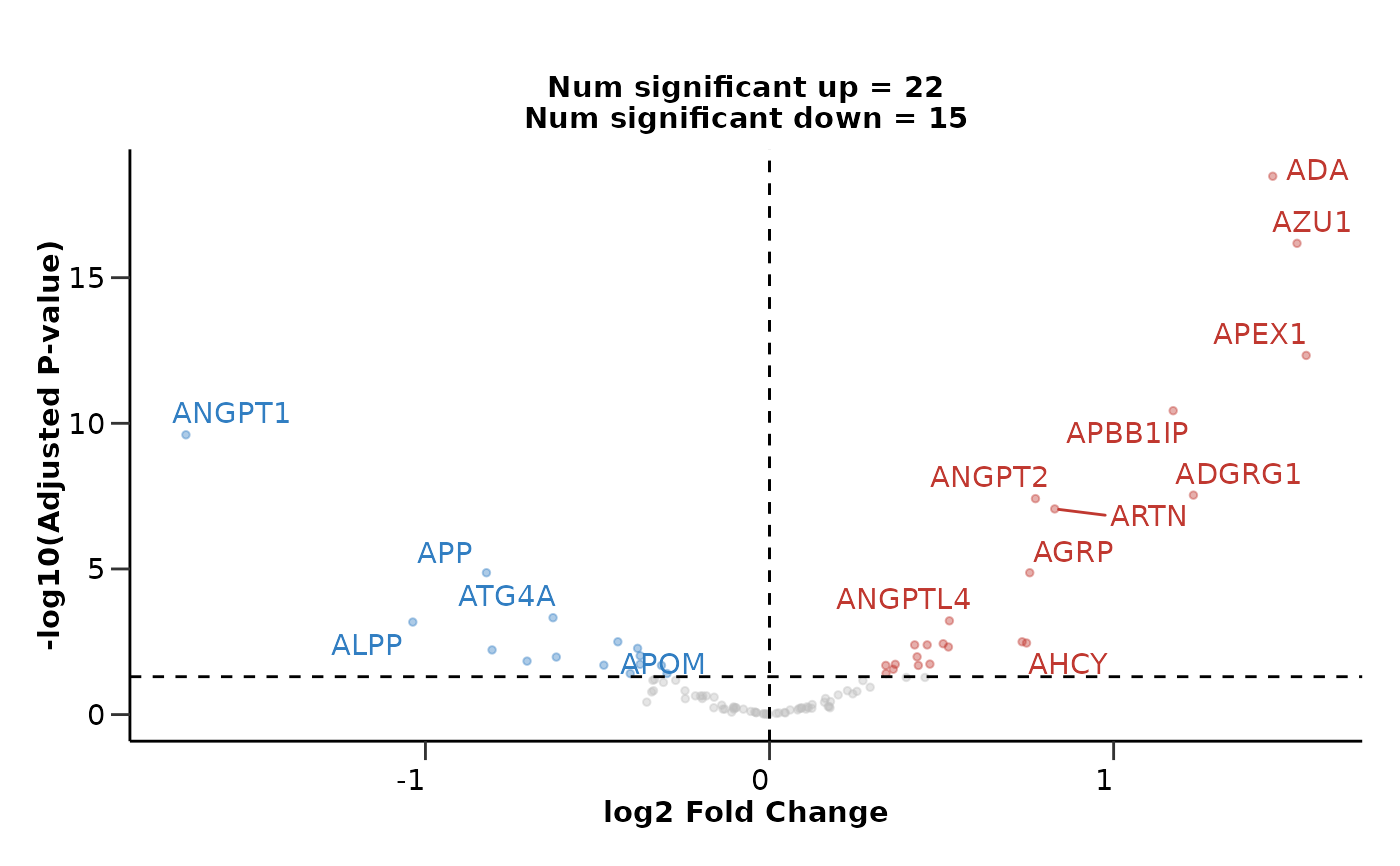 Num significant up = 22
Num significant down = 15
-log10(Adjusted P-value)
15
10
5
0
ADA
AZU1
APEX1
ANGPT1
APBB1IP
ANGPT2
ADGRG1
ARTN
APP
AGRP
ATG4A
ANGPTL4
ALPP
APOM
AHCY
-1
0
1
log2 Fold Change